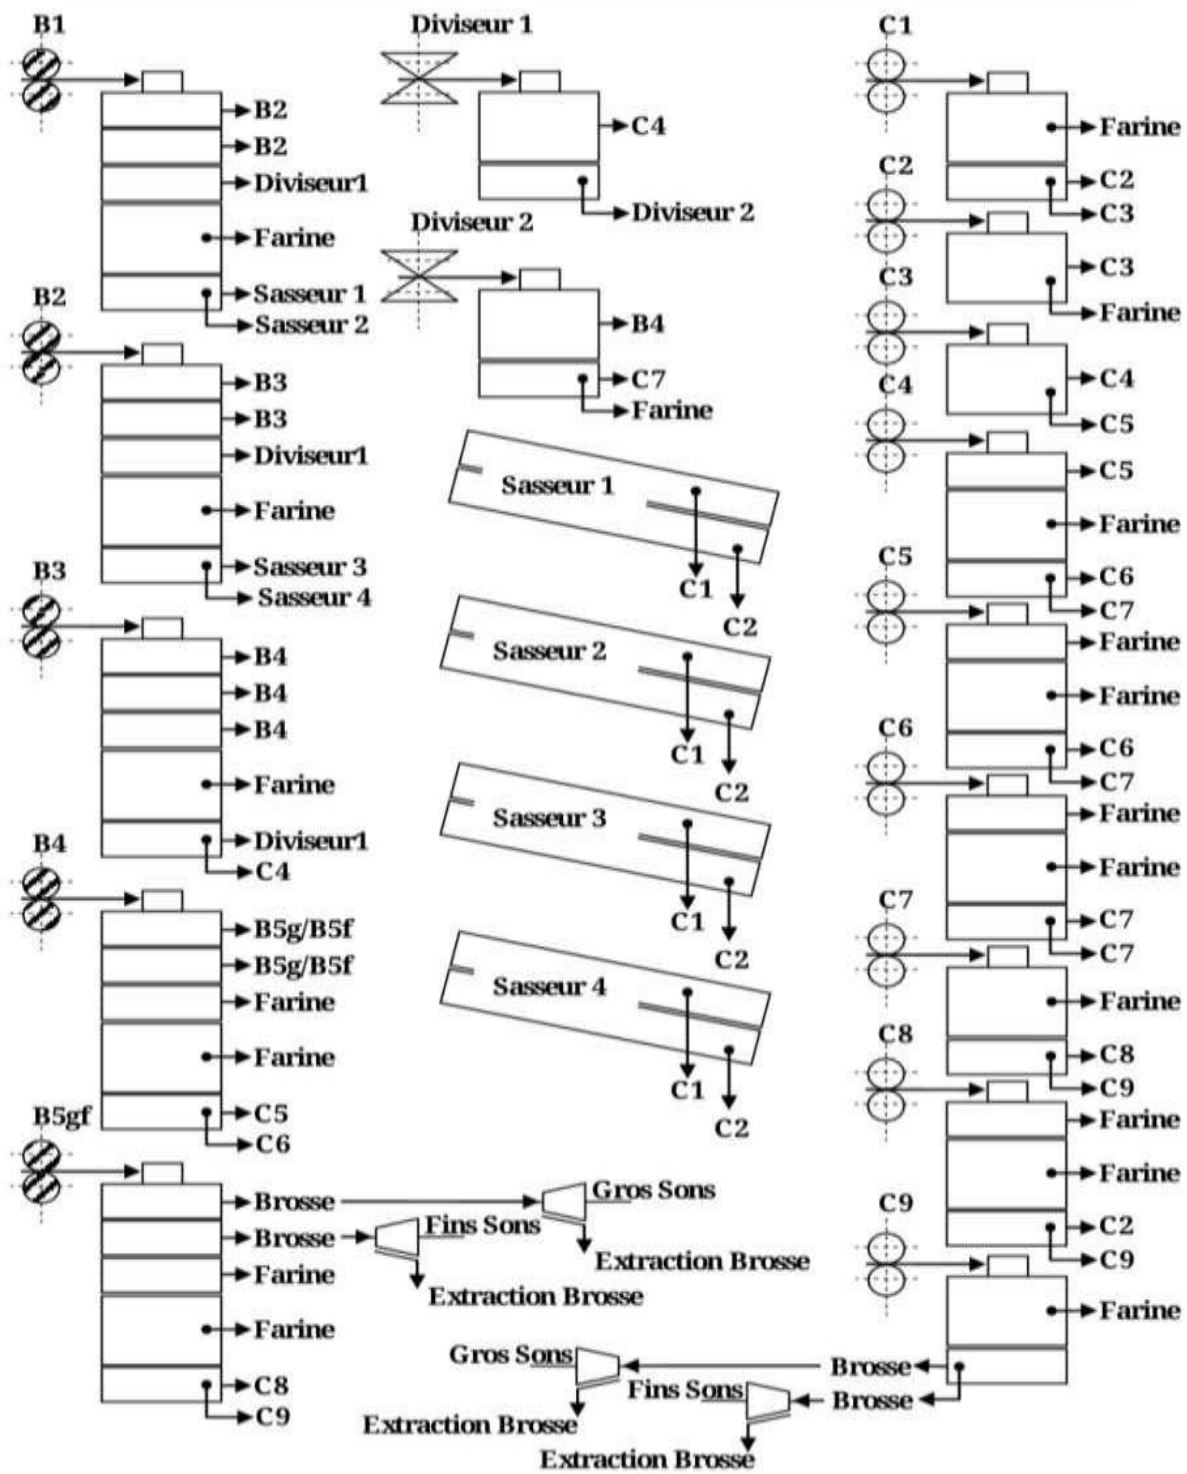 B1
B2
B2
Diviseur1
Farine
Sasseur 1
Sasseur 2
B2
B3
B3
Diviseur1
Farine
Sasseur 3
Sasseur 4
B3
B4
B4
B4
Farine
Diviseur1
C4
B4
B5g/B5f
B5g/B5f
Farine
Farine
C5
C6
B5gf
Brosse
Gros Sons
Extraction Brosse
Brosse
Fins Sons
Extraction Brosse
Farine
Farine
C8
C9
Diviseur 1
C4
Diviseur 2
Diviseur 2
B4
C7
Farine
Sasseur 1
C1
C2
Sasseur 2
C1
C2
Sasseur 3
C1
C2
Sasseur 4
C1
C2
C1
Farine
C2
C3
C2
C3
Farine
C3
C4
C5
C4
C5
Farine
C6
C7
C5
Farine
Farine
C6
C7
C6
Farine
Farine
C7
C7
C7
Farine
C8
C9
C8
Farine
Farine
C2
C9
C9
Farine
Brosse
Gros Sons
Extraction Brosse
Brosse
Fins Sons
Extraction Brosse